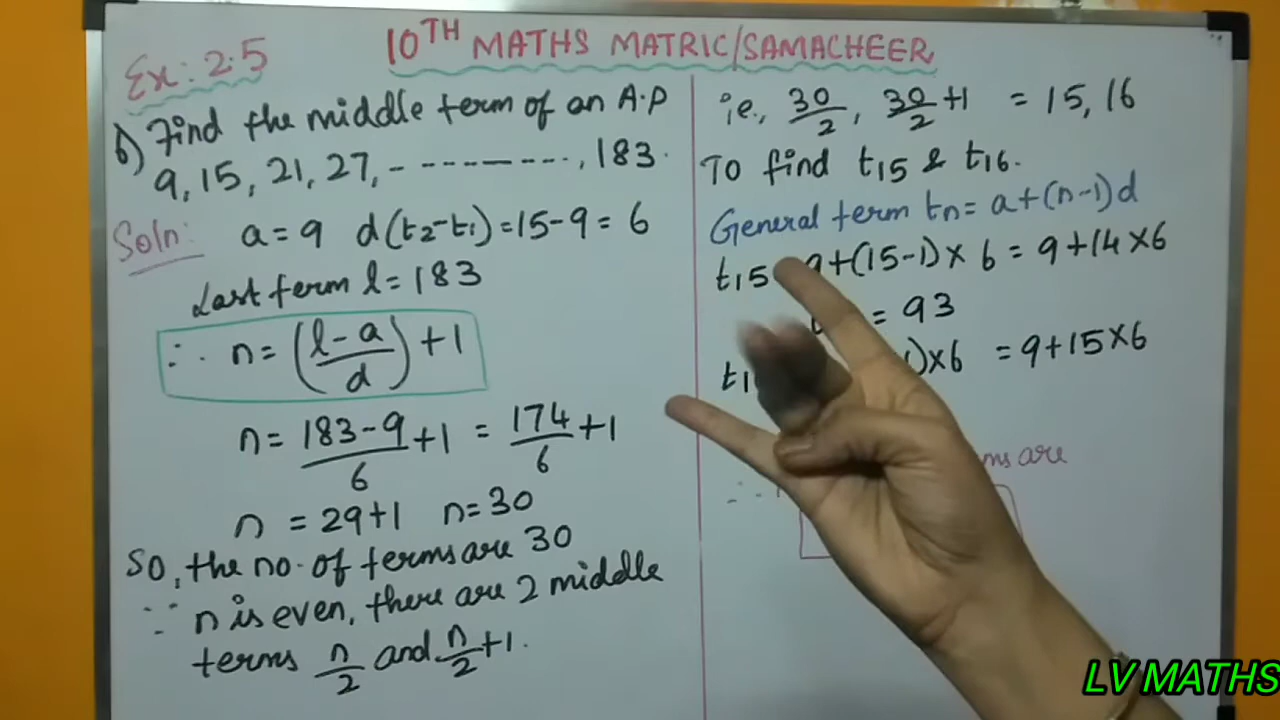 10TH MATHS MATRIC/SAMACHEER
Ex: 2.5
6) Find the middle term of an A.P
9, 15, 21, 27, - - - - - - - - ., 183.
Soln: a = 9 d(t₂-t₁) = 15-9 = 6
Last term l = 183
∴ n = (l-a/d) + 1
n = 183-9/6 + 1 = 174/6 + 1
n = 29+1 n = 30
So, the no. of terms are 30
∵ n is even, there are 2 middle
terms n/2 and n/2+1.
ie., 30/2, 30/2+1 = 15, 16
To find t15 & t16.
General term tn = a+(n-1)d
t15 +(15-1)×6 = 9+14×6
= 93
)×6 = 9+15×6
are
∴
LV MATHS